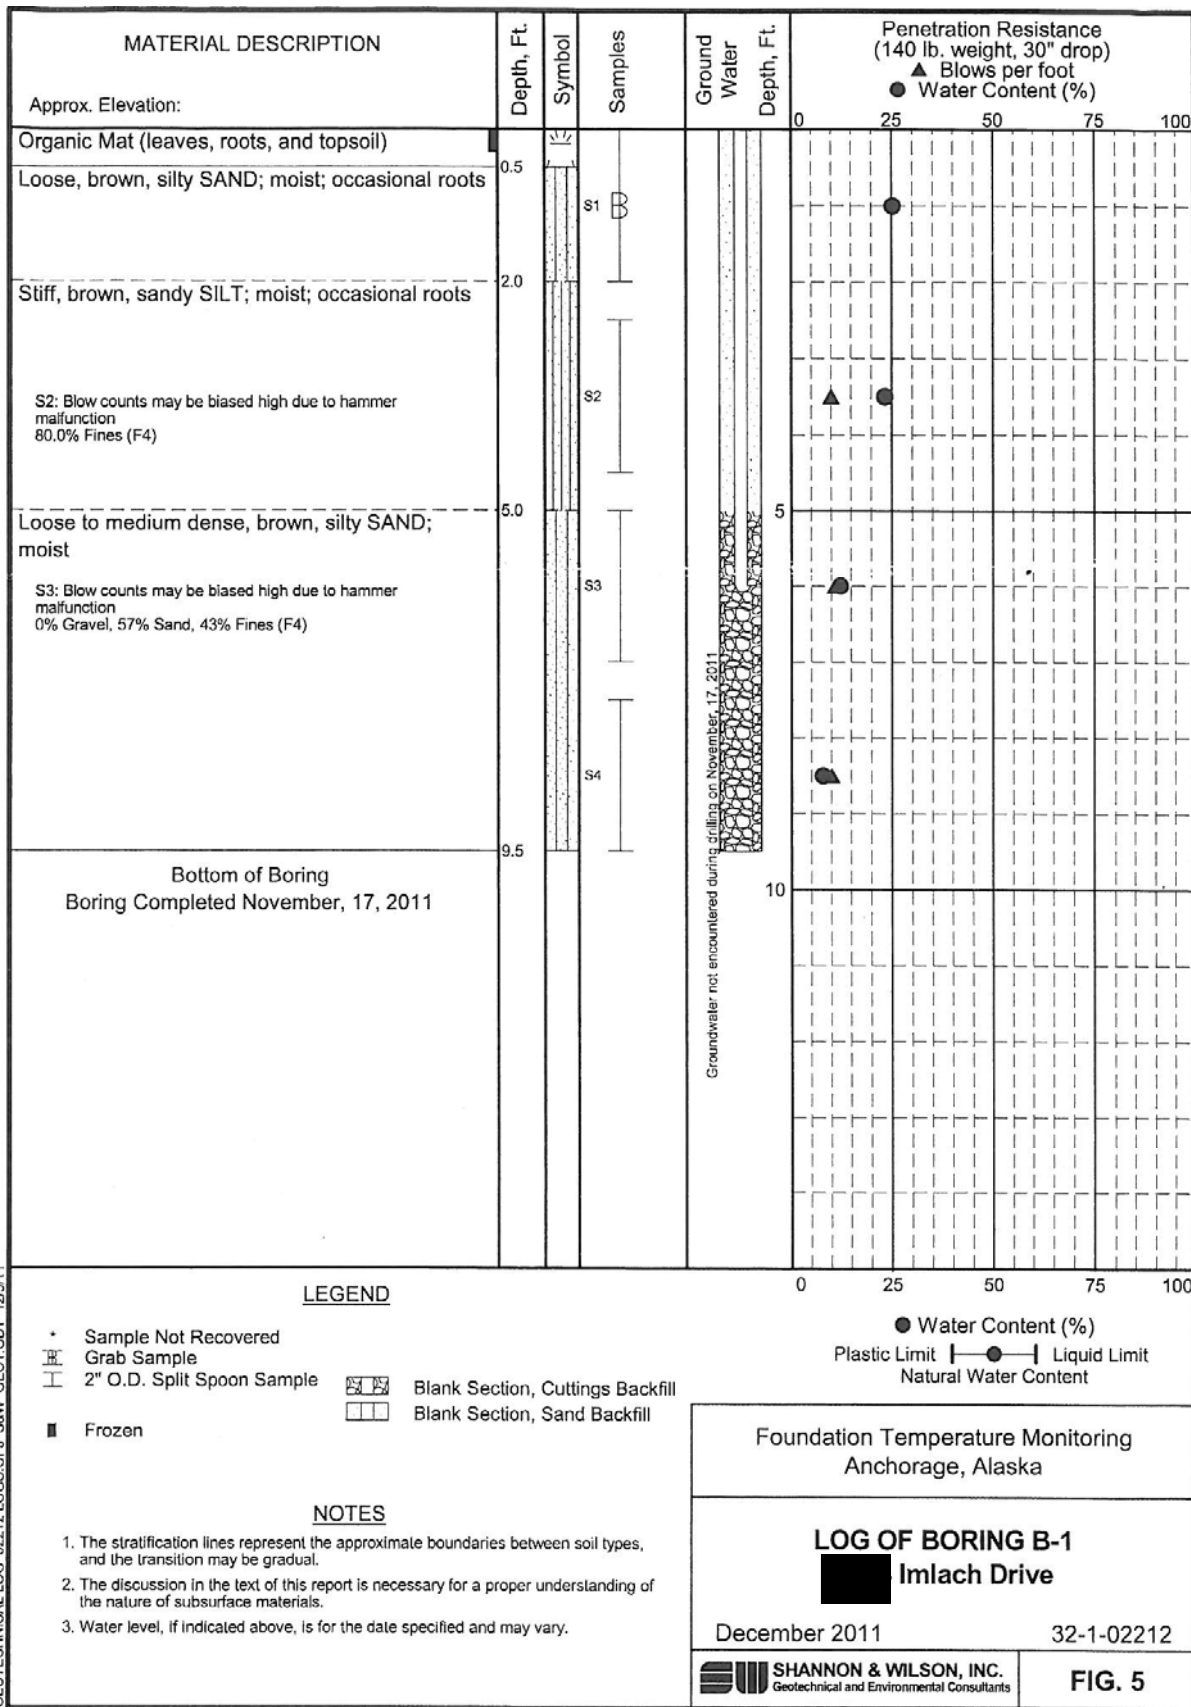 MATERIAL DESCRIPTION
Approx. Elevation:
Depth, Ft.
Symbol
Samples
Ground
Water
Depth, Ft.
Penetration Resistance
(140 lb. weight, 30" drop)
▲ Blows per foot
● Water Content (%)
0 25 50 75 100
Organic Mat (leaves, roots, and topsoil)
0.5
Loose, brown, silty SAND; moist; occasional roots
S1
2.0
Stiff, brown, sandy SILT; moist; occasional roots
S2: Blow counts may be biased high due to hammer
malfunction
80.0% Fines (F4)
S2
5.0
5
Loose to medium dense, brown, silty SAND;
moist
S3: Blow counts may be biased high due to hammer
malfunction
0% Gravel, 57% Sand, 43% Fines (F4)
S3
S4
Groundwater not encountered during drilling on November, 17, 2011
9.5
10
Bottom of Boring
Boring Completed November, 17, 2011
0 25 50 75 100
● Water Content (%)
Plastic Limit Liquid Limit
Natural Water Content
LEGEND
* Sample Not Recovered
Grab Sample
2" O.D. Split Spoon Sample
Frozen
Blank Section, Cuttings Backfill
Blank Section, Sand Backfill
NOTES
1. The stratification lines represent the approximate boundaries between soil types,
and the transition may be gradual.
2. The discussion in the text of this report is necessary for a proper understanding of
the nature of subsurface materials.
3. Water level, if indicated above, is for the date specified and may vary.
Foundation Temperature Monitoring
Anchorage, Alaska
LOG OF BORING B-1
Imlach Drive
December 2011 32-1-02212
SHANNON & WILSON, INC.
Geotechnical and Environmental Consultants
FIG. 5